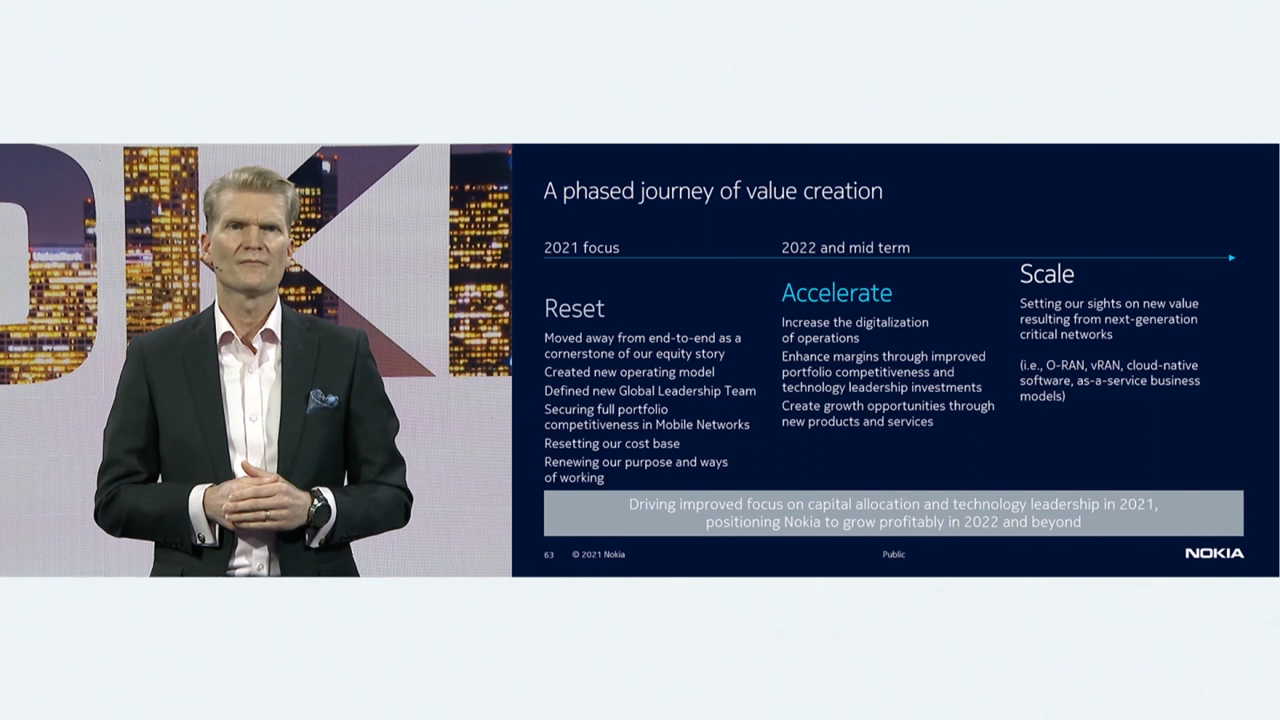 OKI
A phased journey of value creation
2021 focus
2022 and mid term
Reset
Moved away from end-to-end as a
cornerstone of our equity story
Created new operating model
Defined new Global Leadership Team
Securing full portfolio
competitiveness in Mobile Networks
Resetting our cost base
Renewing our purpose and ways
of working
Accelerate
Increase the digitalization
of operations
Enhance margins through improved
portfolio competitiveness and
technology leadership investments
Create growth opportunities through
new products and services
Scale
Setting our sights on new value
resulting from next-generation
critical networks
(i.e., O-RAN, vRAN, cloud-native
software, as-a-service business
models)
Driving improved focus on capital allocation and technology leadership in 2021,
positioning Nokia to grow profitably in 2022 and beyond
63 © 2021 Nokia
Public
NOKIA